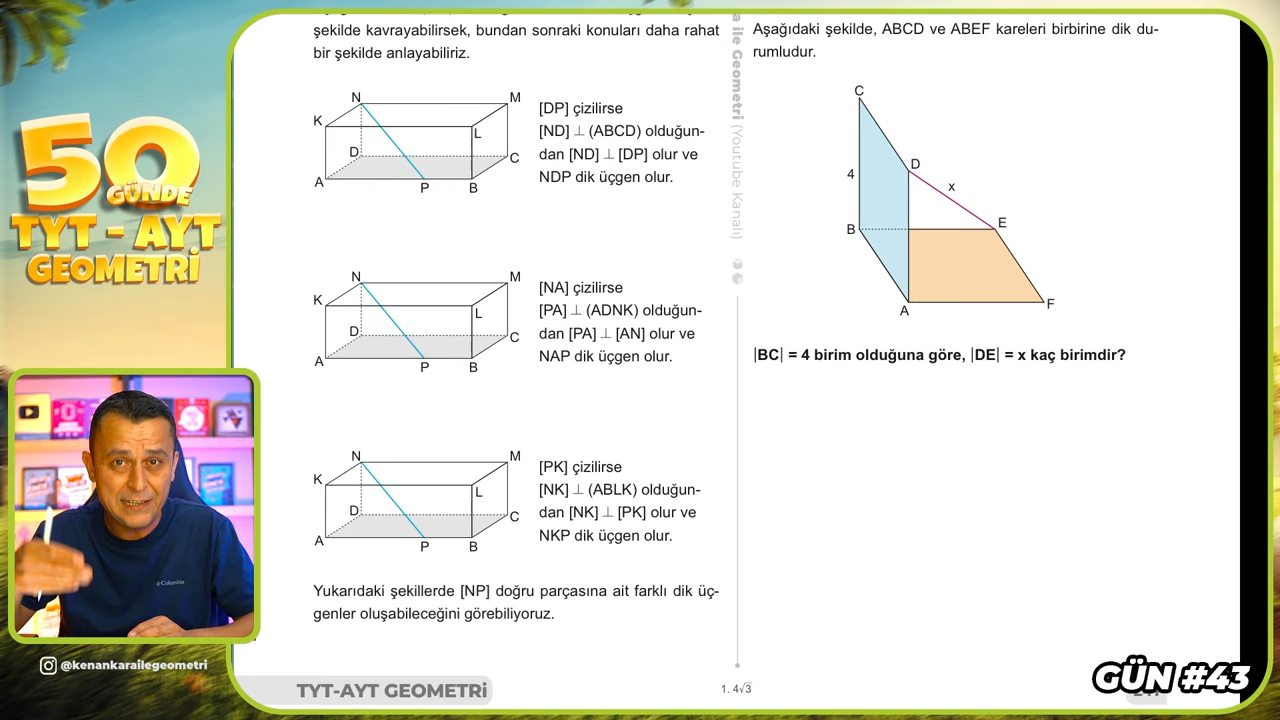 şekilde kavrayabilirsek, bundan sonraki konuları daha rahat
bir şekilde anlayabiliriz.
N
M
K
L
D
C
A
P
B
[DP] çizilirse
[ND] ⊥ (ABCD) olduğun-
dan [ND] ⊥ [DP] olur ve
NDP dik üçgen olur.
N
M
K
L
D
C
A
P
B
[NA] çizilirse
[PA] ⊥ (ADNK) olduğun-
dan [PA] ⊥ [AN] olur ve
NAP dik üçgen olur.
N
M
K
L
D
C
A
P
B
[PK] çizilirse
[NK] ⊥ (ABLK) olduğun-
dan [NK] ⊥ [PK] olur ve
NKP dik üçgen olur.
Yukarıdaki şekillerde [NP] doğru parçasına ait farklı dik üç-
genler oluşabileceğini görebiliyoruz.
ile Geometri (Youtube Kanalı)
Aşağıdaki şekilde, ABCD ve ABEF kareleri birbirine dik du-
rumludur.
C
D
4
x
B
E
A
F
|BC| = 4 birim olduğuna göre, |DE| = x kaç birimdir?
50
GÜNDE
TYT - AYT
GEOMETRİ
Columbia
@kenankarailegeometri
TYT-AYT GEOMETRİ
1. 4√3
GÜN #43